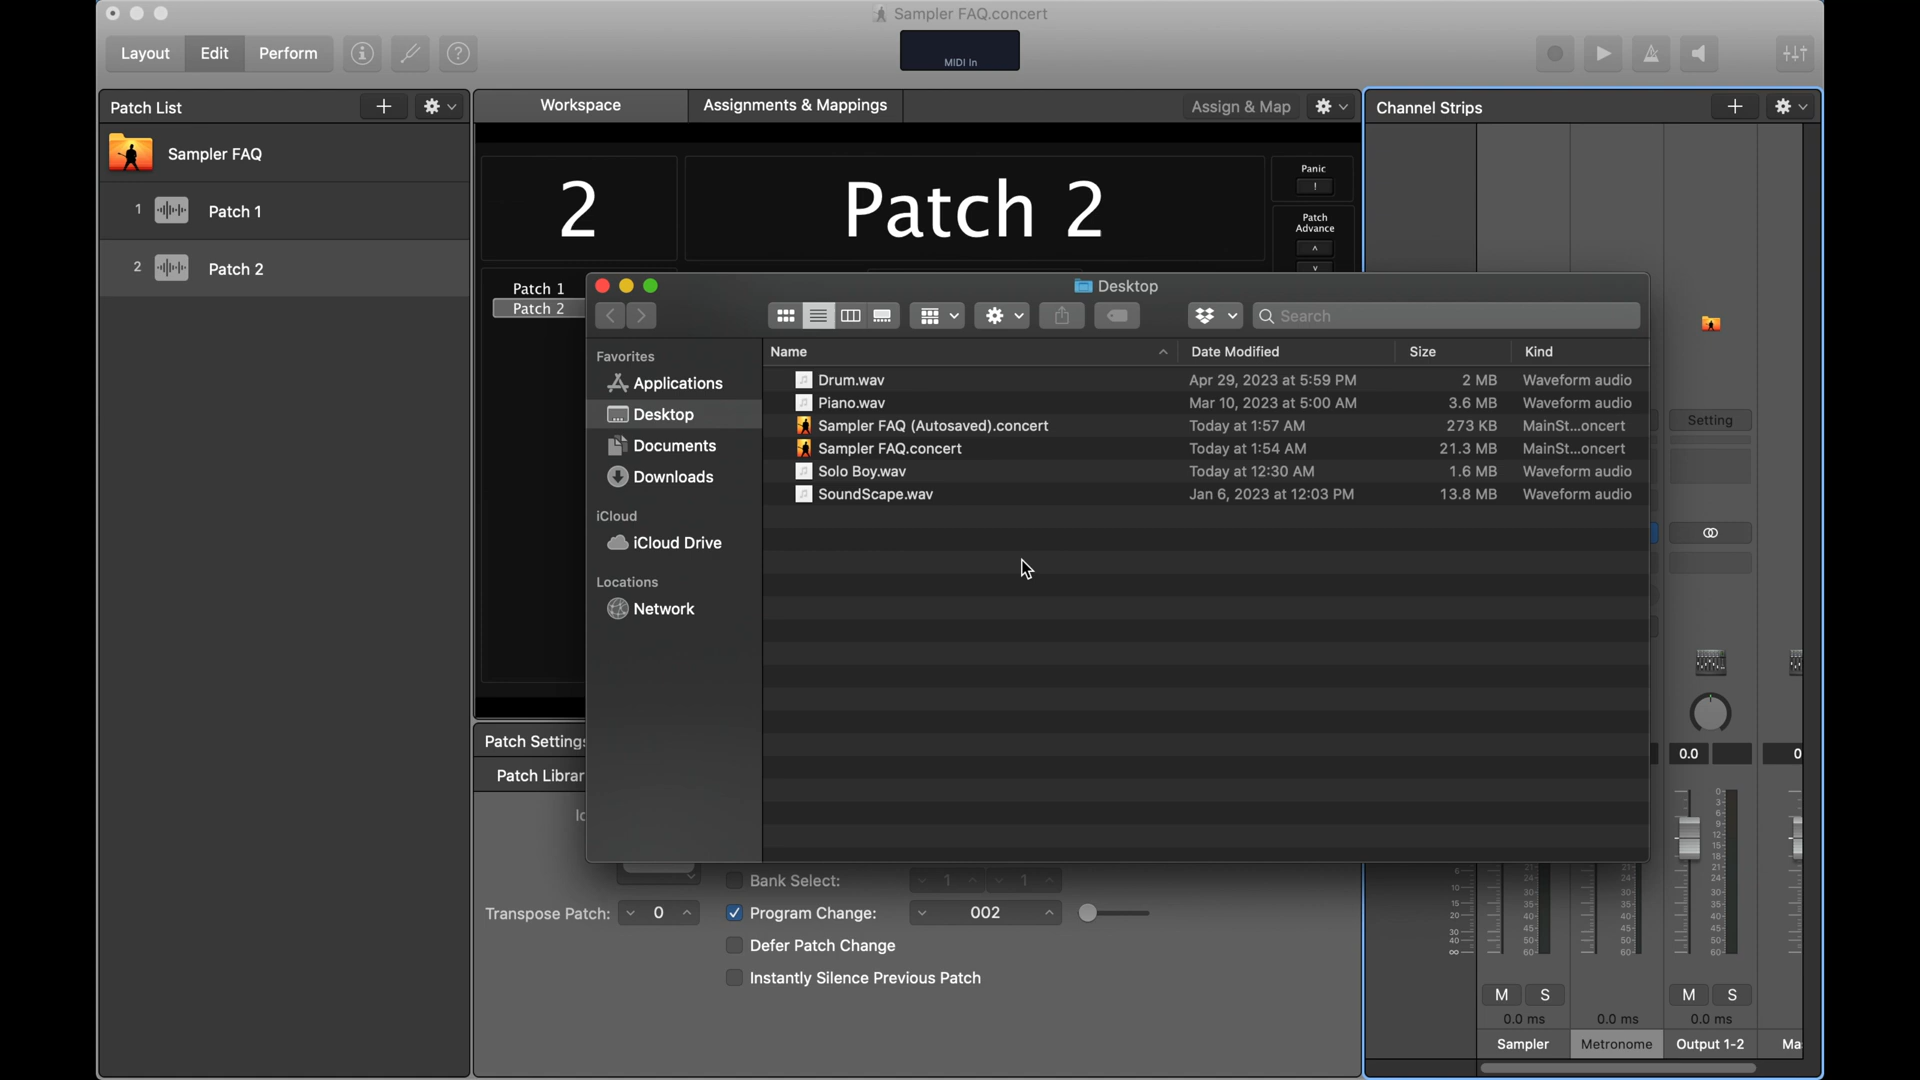 Sampler FAQ.concert
Layout
Edit
Perform
MIDI In
Patch List
Workspace
Assignments & Mappings
Assign & Map
Channel Strips
Sampler FAQ
1 Patch 1
2 Patch 2
2
Patch 2
Panic
!
Patch
Advance
Patch 1
Patch 2
Desktop
Search
Favorites
Applications
Desktop
Documents
Downloads
iCloud
iCloud Drive
Locations
Network
Name Date Modified Size Kind
Drum.wav Apr 29, 2023 at 5:59 PM 2 MB Waveform audio
Piano.wav Mar 10, 2023 at 5:00 AM 3.6 MB Waveform audio
Sampler FAQ (Autosaved).concert Today at 1:57 AM 273 KB MainSt...oncert
Sampler FAQ.concert Today at 1:54 AM 21.3 MB MainSt...oncert
Solo Boy.wav Today at 12:30 AM 1.6 MB Waveform audio
SoundScape.wav Jan 6, 2023 at 12:03 PM 13.8 MB Waveform audio
Setting
0.0
0
Patch Settings
Patch Librar
Bank Select: 1 1
Transpose Patch: 0
Program Change: 002
Defer Patch Change
Instantly Silence Previous Patch
M S M S
0.0 ms 0.0 ms 0.0 ms
Sampler Metronome Output 1-2 Ma